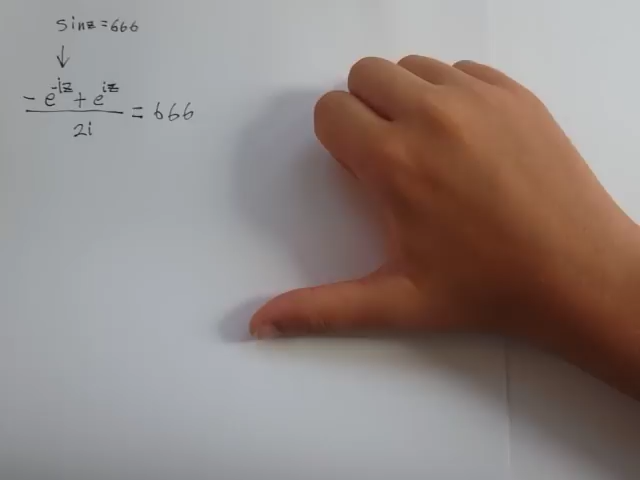 sinz=666
↓
-e^-iz + e^iz
2i
= 666